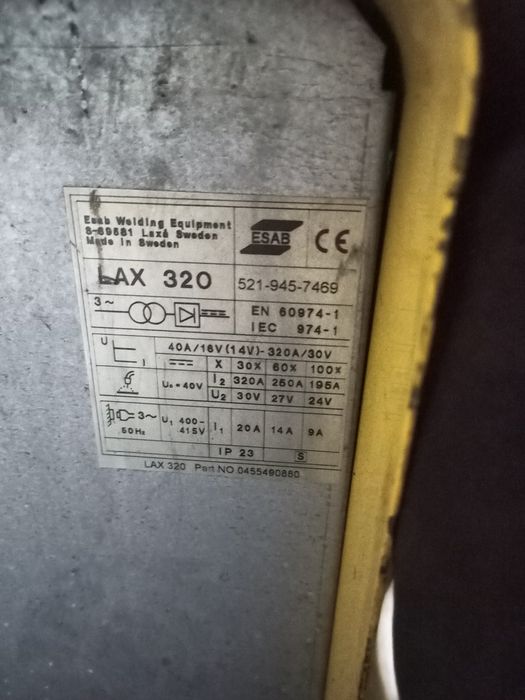 Esab Welding Equipment
S-69581 Laxå Sweden
Made in Sweden
ESAB
CE
LAX 320
521-945-7469
3~
EN 60974-1
IEC 974-1
U
I
40A/16V(14V)-320A/30V
X 30% 60% 100%
U₀=40V
I2 320A 250A 195A
U2 30V 27V 24V
3~
50Hz
U1 400-
415V
I1 20A 14A 9A
IP 23
S
LAX 320 Part NO 0455490880